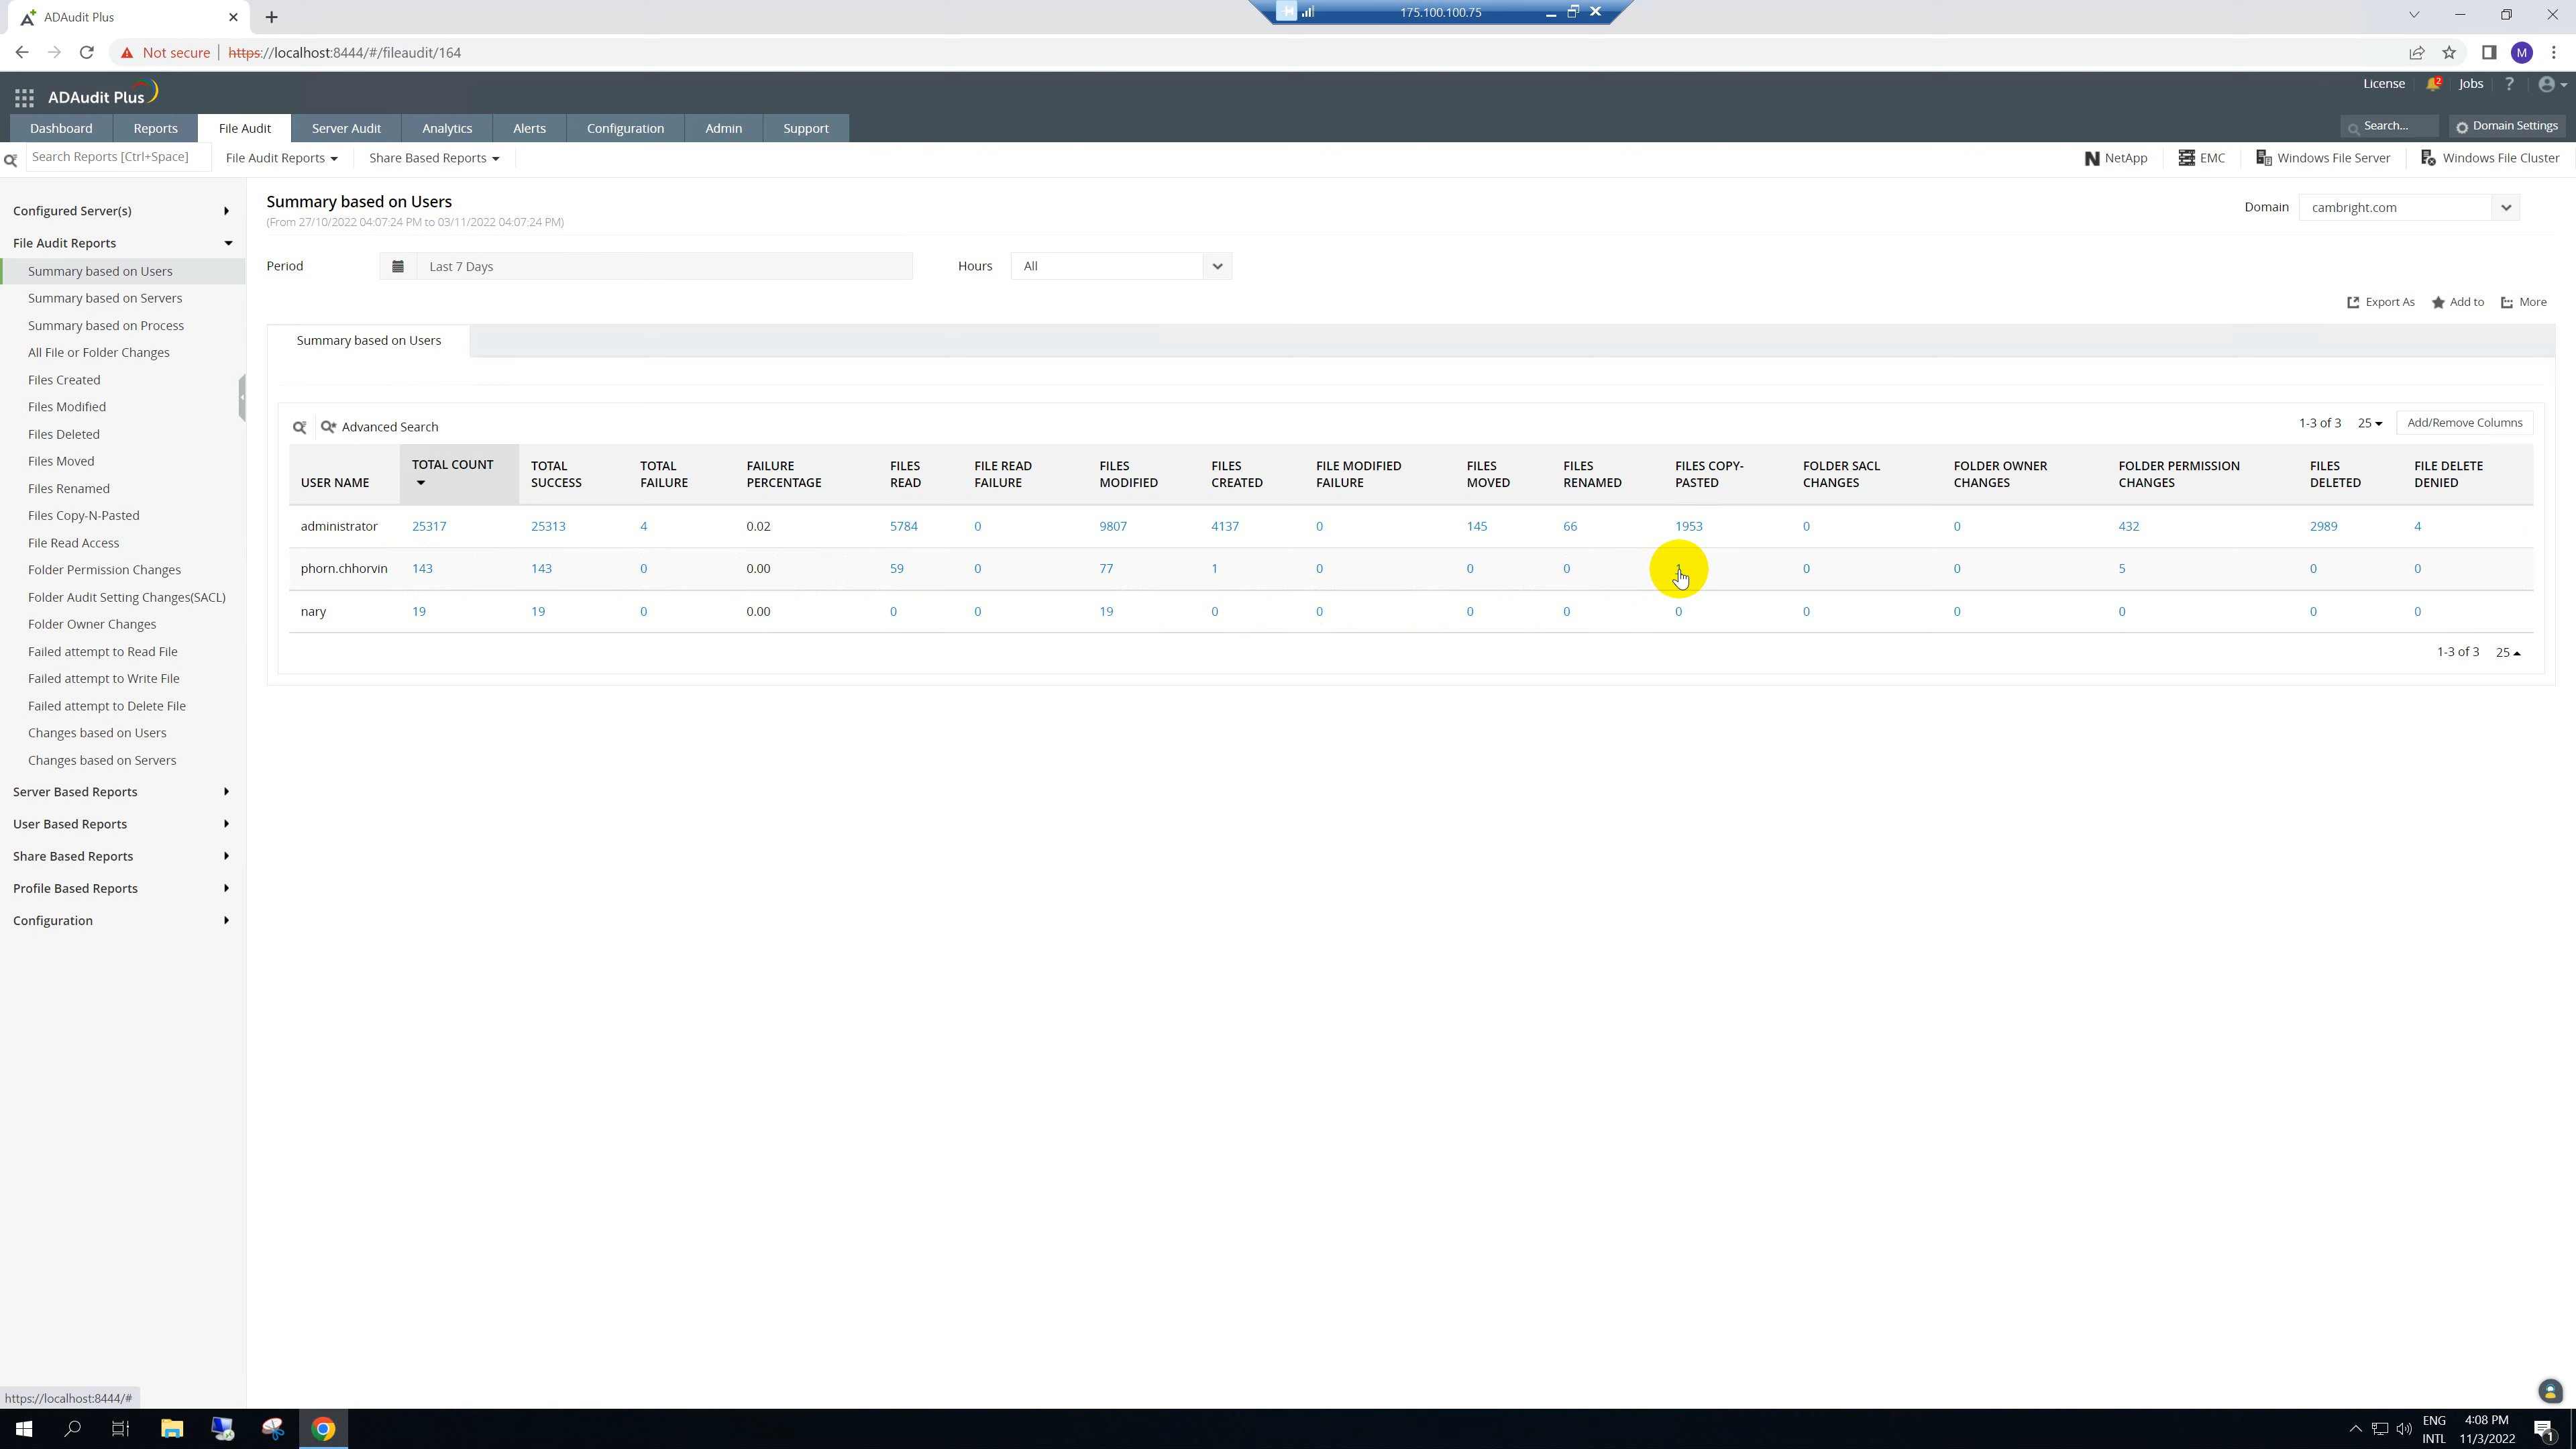 ADAudit Plus
175.100.100.75
Not secure https://localhost:8444/#/fileaudit/164
M
ADAudit Plus
License 2 Jobs ?
Dashboard Reports File Audit Server Audit Analytics Alerts Configuration Admin Support
Search... Domain Settings
Search Reports [Ctrl+Space] File Audit Reports Share Based Reports
NetApp EMC Windows File Server Windows File Cluster
Configured Server(s)
File Audit Reports
Summary based on Users
Summary based on Servers
Summary based on Process
All File or Folder Changes
Files Created
Files Modified
Files Deleted
Files Moved
Files Renamed
Files Copy-N-Pasted
File Read Access
Folder Permission Changes
Folder Audit Setting Changes(SACL)
Folder Owner Changes
Failed attempt to Read File
Failed attempt to Write File
Failed attempt to Delete File
Changes based on Users
Changes based on Servers
Server Based Reports
User Based Reports
Share Based Reports
Profile Based Reports
Configuration
Summary based on Users
(From 27/10/2022 04:07:24 PM to 03/11/2022 04:07:24 PM)
Domain cambright.com
Period Last 7 Days Hours All
Export As Add to More
Summary based on Users
Advanced Search
1-3 of 3 25 Add/Remove Columns
USER NAME TOTAL COUNT TOTAL SUCCESS TOTAL FAILURE FAILURE PERCENTAGE FILES READ FILE READ FAILURE FILES MODIFIED FILES CREATED FILE MODIFIED FAILURE FILES MOVED FILES RENAMED FILES COPY-PASTED FOLDER SACL CHANGES FOLDER OWNER CHANGES FOLDER PERMISSION CHANGES FILES DELETED FILE DELETE DENIED
administrator 25317 25313 4 0.02 5784 0 9807 4137 0 145 66 1953 0 0 432 2989 4
phorn.chhorvin 143 143 0 0.00 59 0 77 1 0 0 0 0 0 5 0 0
nary 19 19 0 0.00 0 0 19 0 0 0 0 0 0 0 0 0 0
1-3 of 3 25
https://localhost:8444/#
ENG
INTL
4:08 PM
11/3/2022
1